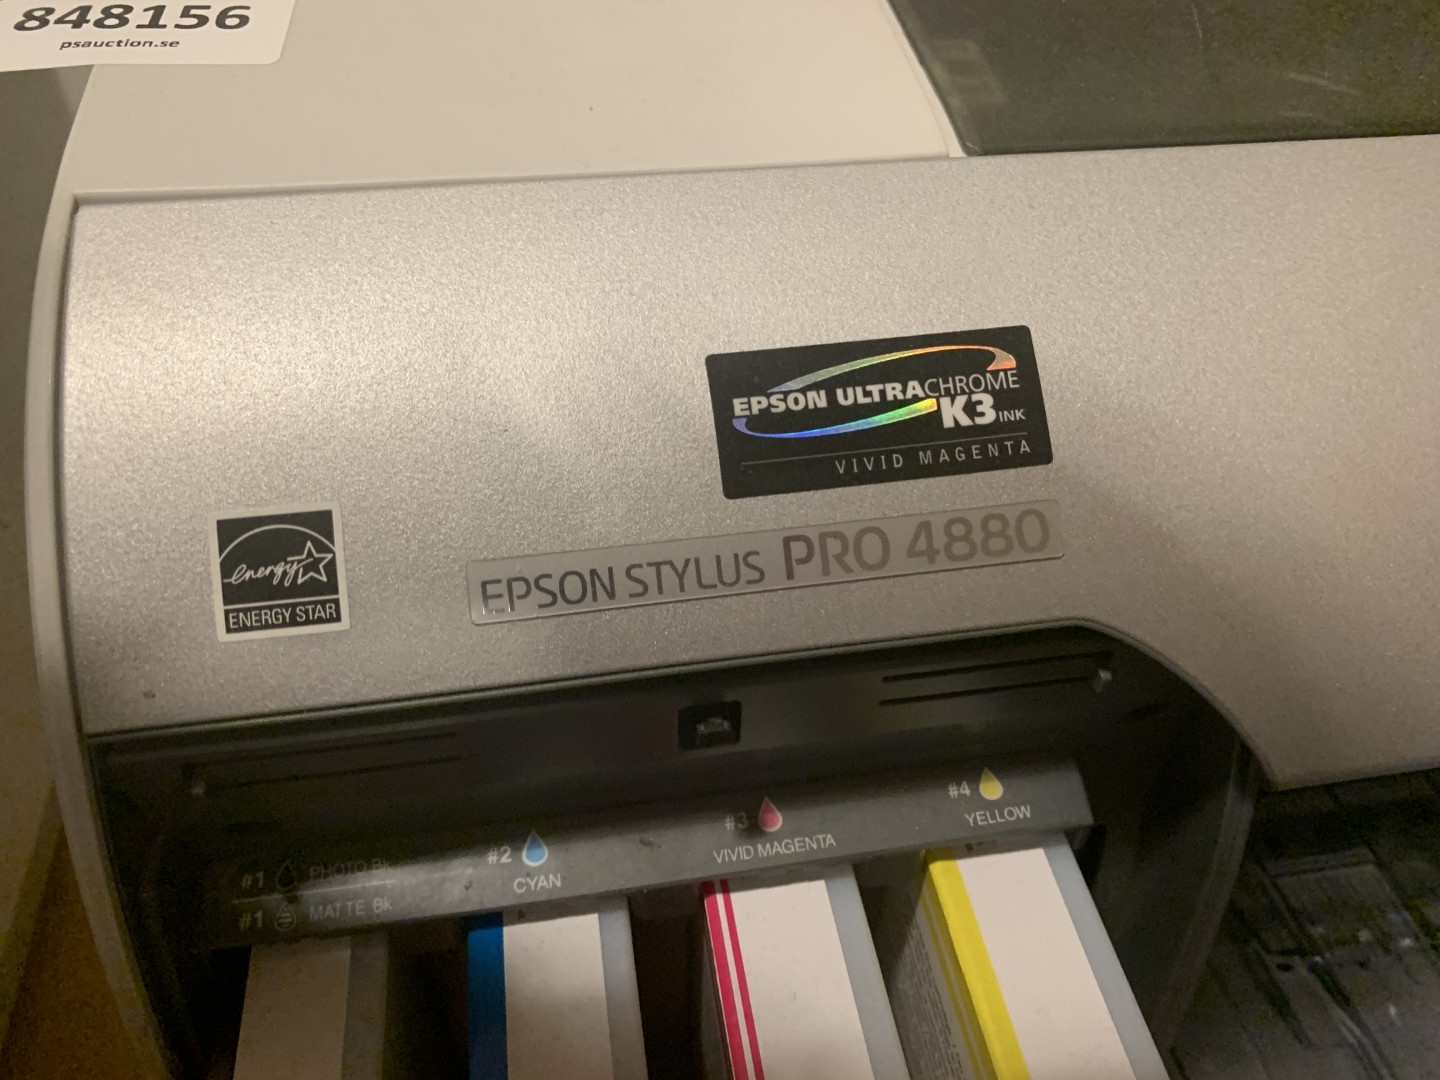 848156
psauction.se
EPSON ULTRACHROME
K3 INK
VIVID MAGENTA
energy
ENERGY STAR
EPSON STYLUS PRO 4880
#1 PHOTO Bk
#1 MATTE Bk
#2
CYAN
#3
VIVID MAGENTA
#4
YELLOW